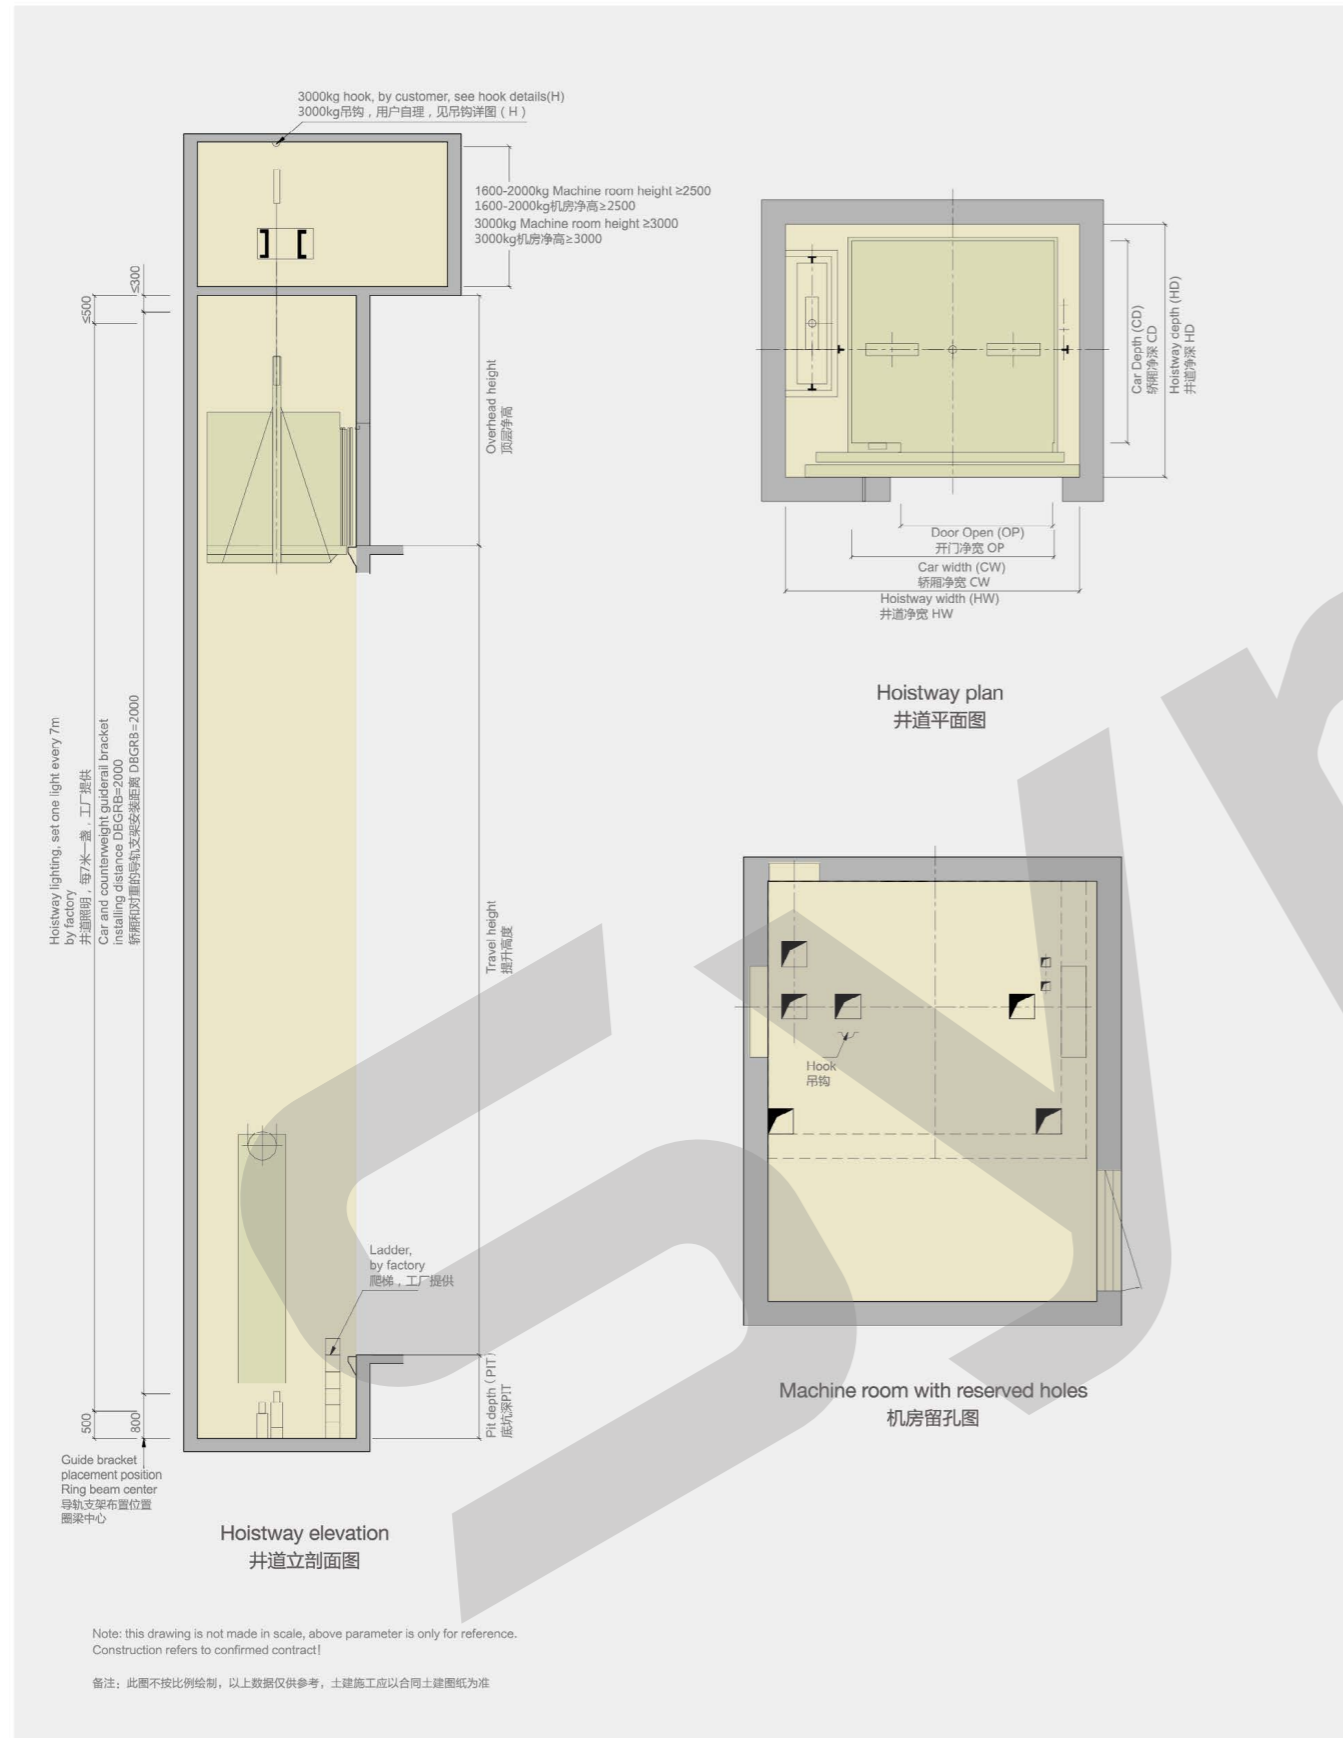 3000kg hook, by customer, see hook details(H)
3000kg吊钩，用户自理，见吊钩详图（H）
1600-2000kg Machine room height ≥2500
1600-2000kg机房净高≥2500
3000kg Machine room height ≥3000
3000kg机房净高≥3000
≤500
≤300
Overhead height
顶层净高
Hoistway lighting, set one light every 7m
by factory
井道照明，每7米一盏，工厂提供
Car and counterweight guiderail bracket
installing distance DBGRB=2000
轿厢和对重的导轨支架安装距离 DBGRB=2000
Travel height
提升高度
Ladder,
by factory
爬梯，工厂提供
Pit depth（PIT）
底坑深PIT
500
800
Guide bracket
placement position
Ring beam center
导轨支架布置位置
圈梁中心
Hoistway elevation
井道立剖面图
Car Depth (CD)
轿厢净深 CD
Hoistway depth (HD)
井道净深 HD
Door Open (OP)
开门净宽 OP
Car width (CW)
轿厢净宽 CW
Hoistway width (HW)
井道净宽 HW
Hoistway plan
井道平面图
Hook
吊钩
Machine room with reserved holes
机房留孔图
Note: this drawing is not made in scale, above parameter is only for reference.
Construction refers to confirmed contract!
备注：此图不按比例绘制，以上数据仅供参考，土建施工应以合同土建图纸为准